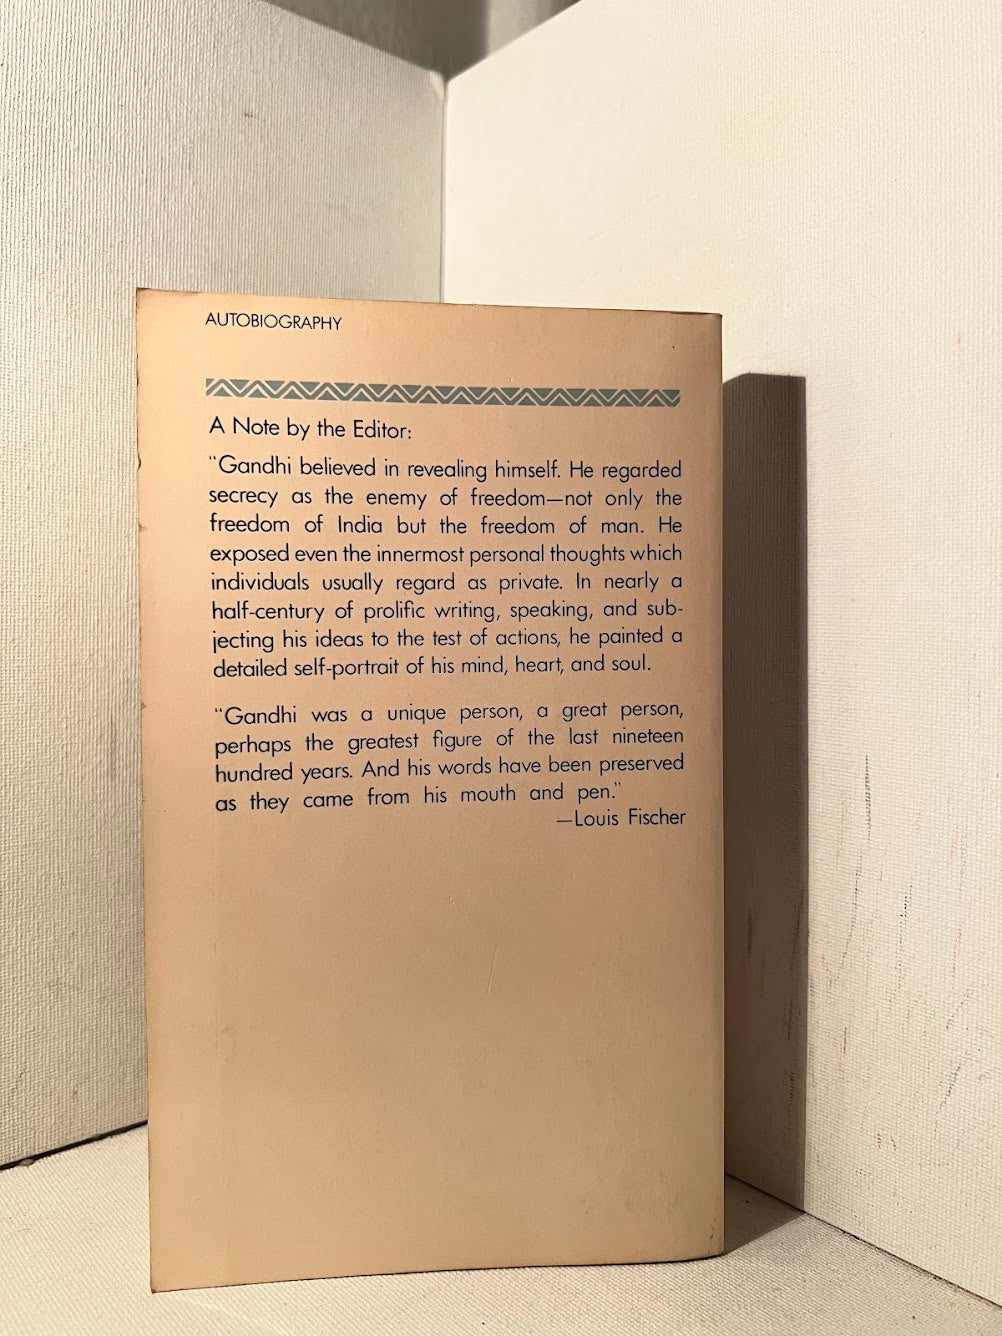 AUTOBIOGRAPHY
A Note by the Editor:
“Gandhi believed in revealing himself. He regarded
secrecy as the enemy of freedom—not only the
freedom of India but the freedom of man. He
exposed even the innermost personal thoughts which
individuals usually regard as private. In nearly a
half-century of prolific writing, speaking, and sub-
jecting his ideas to the test of actions, he painted a
detailed self-portrait of his mind, heart, and soul.
“Gandhi was a unique person, a great person,
perhaps the greatest figure of the last nineteen
hundred years. And his words have been preserved
as they came from his mouth and pen.”
—Louis Fischer